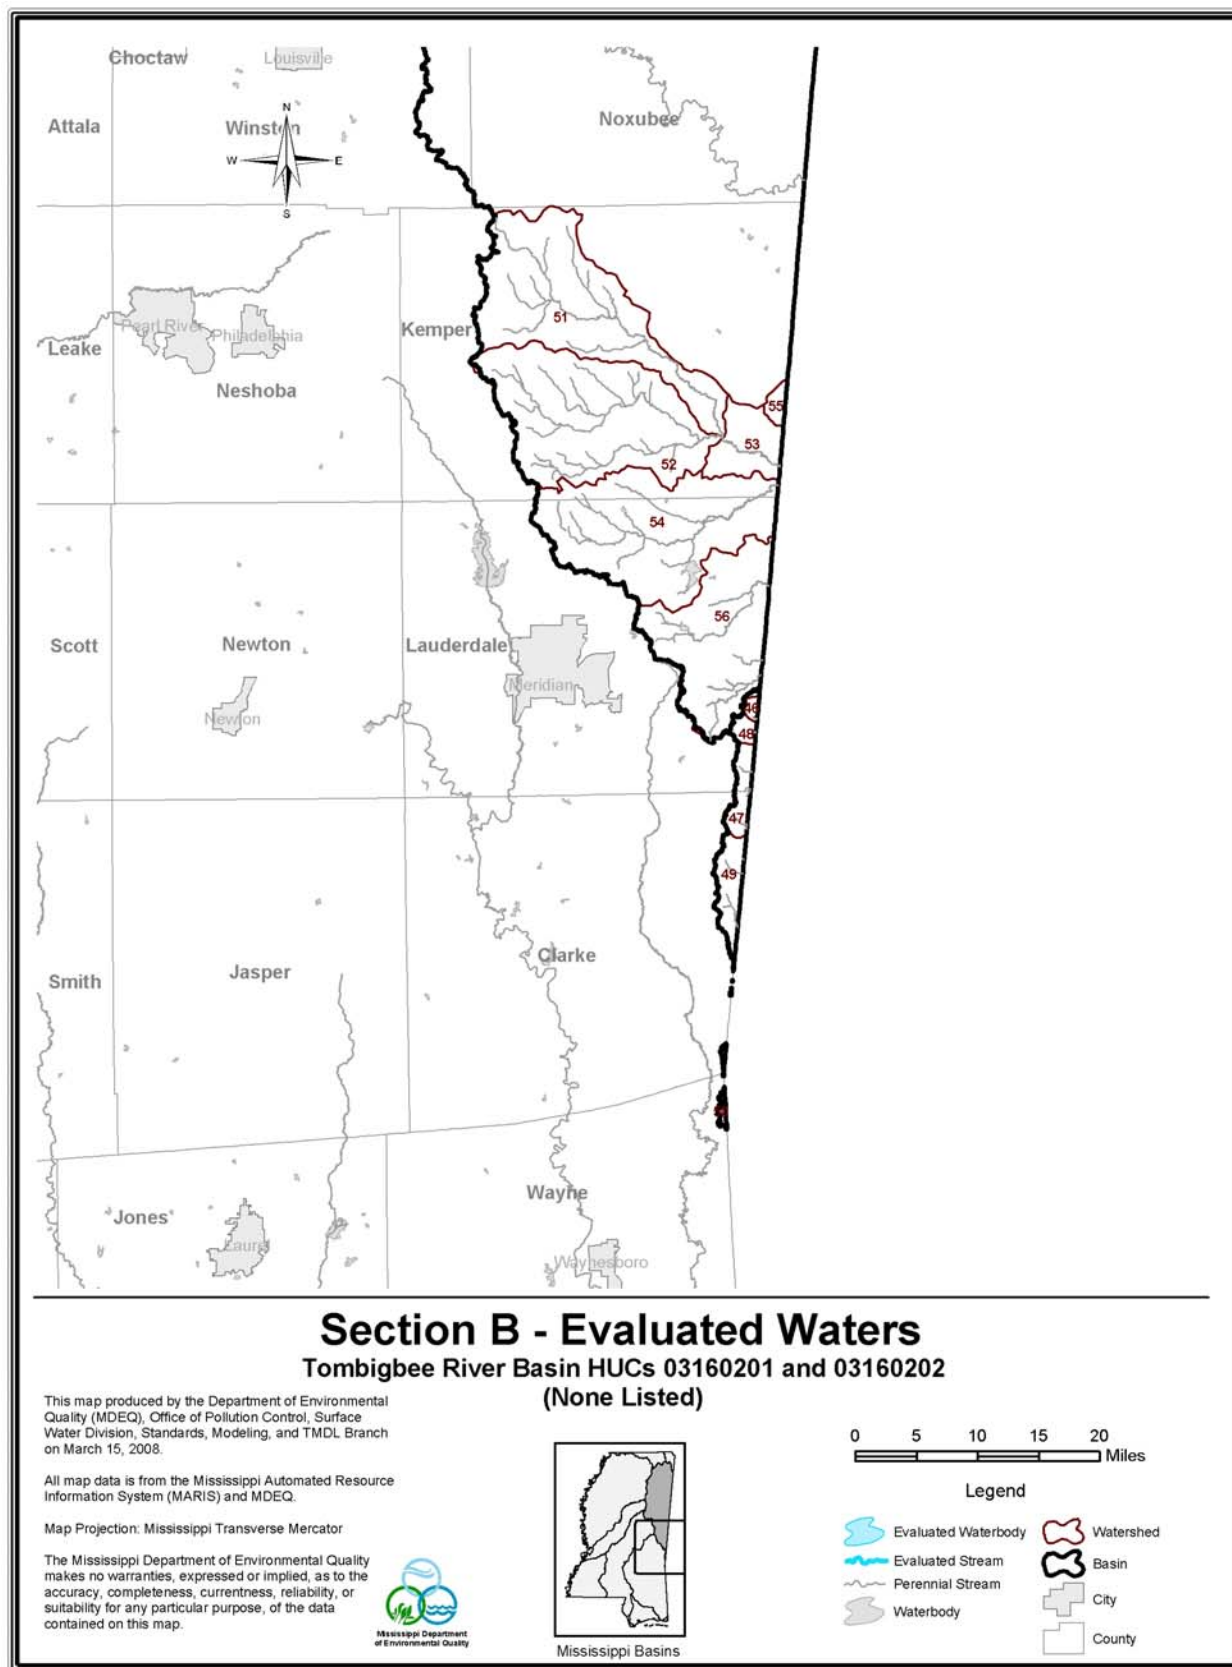 Choctaw
Louisville
Attala
Winston
Noxubee
N
W
E
S
51
Pearl River
Philadelphia
Kemper
Leake
Neshoba
55
53
52
54
56
Scott
Newton
Lauderdale
Meridian
Newton
46
48
47
49
Clarke
Smith
Jasper
Wayne
Jones
Laurel
Waynesboro
Section B - Evaluated Waters
Tombigbee River Basin HUCs 03160201 and 03160202
(None Listed)
This map produced by the Department of Environmental
Quality (MDEQ), Office of Pollution Control, Surface
Water Division, Standards, Modeling, and TMDL Branch
on March 15, 2008.
All map data is from the Mississippi Automated Resource
Information System (MARIS) and MDEQ.
Map Projection: Mississippi Transverse Mercator
The Mississippi Department of Environmental Quality
makes no warranties, expressed or implied, as to the
accuracy, completeness, currentness, reliability, or
suitability for any particular purpose, of the data
contained on this map.
Mississippi Department
of Environmental Quality
Mississippi Basins
0 5 10 15 20
Miles
Legend
Evaluated Waterbody
Evaluated Stream
Perennial Stream
Waterbody
Watershed
Basin
City
County